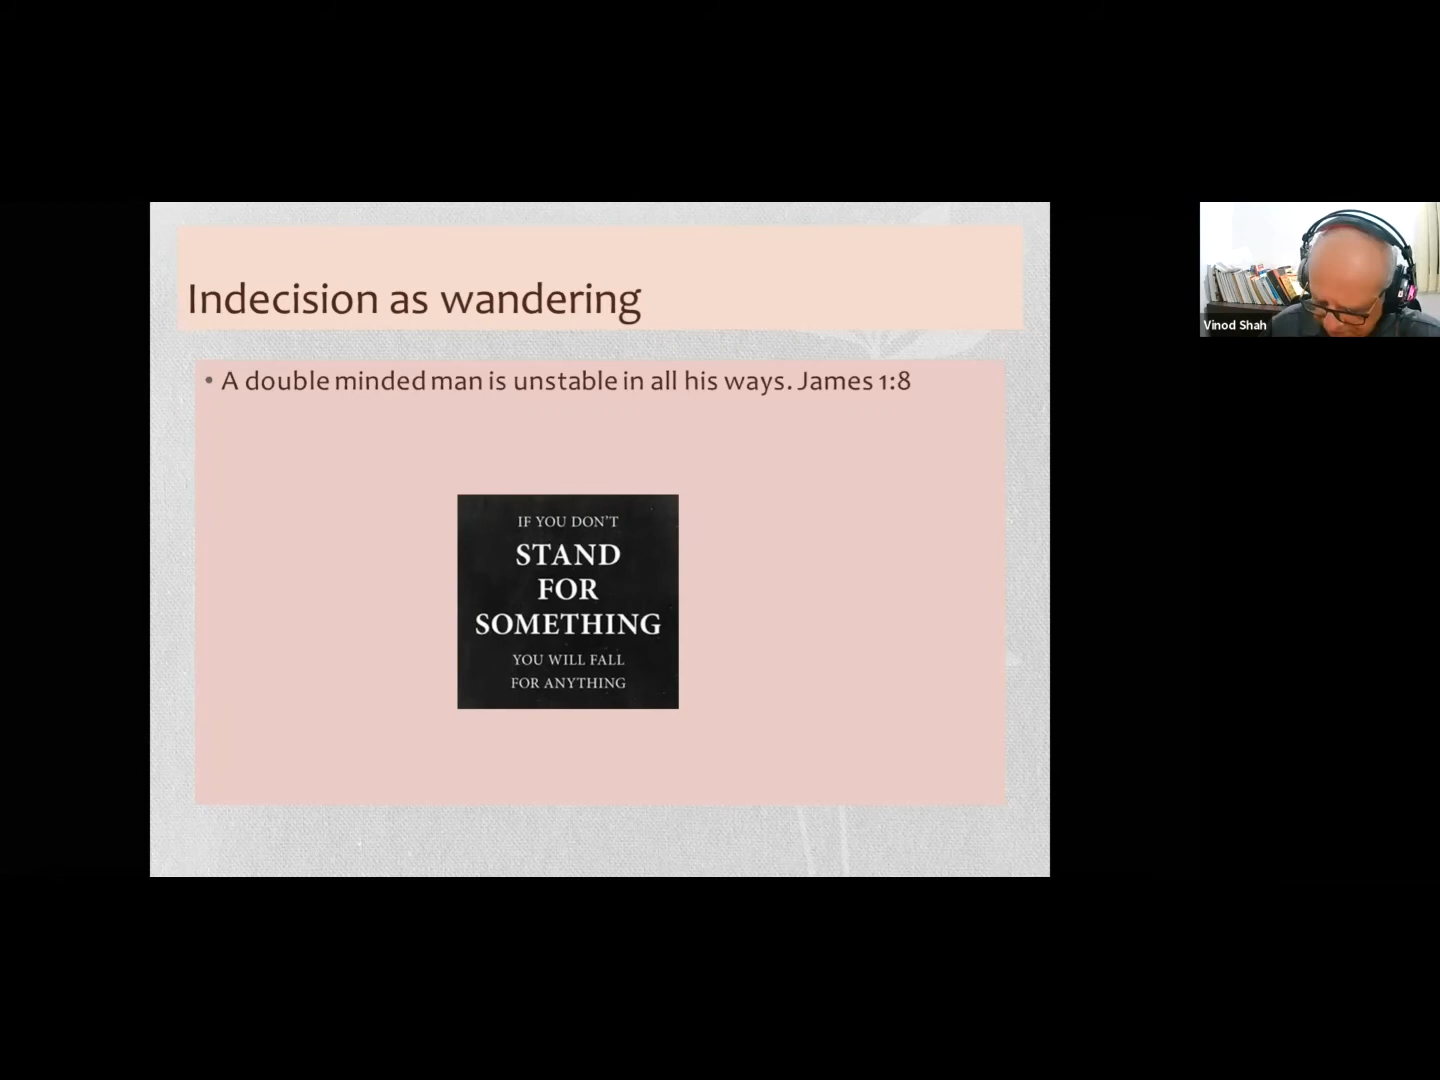 Indecision as wandering
• A double minded man is unstable in all his ways. James 1:8
IF YOU DON'T
STAND
FOR
SOMETHING
YOU WILL FALL
FOR ANYTHING
Vinod Shah